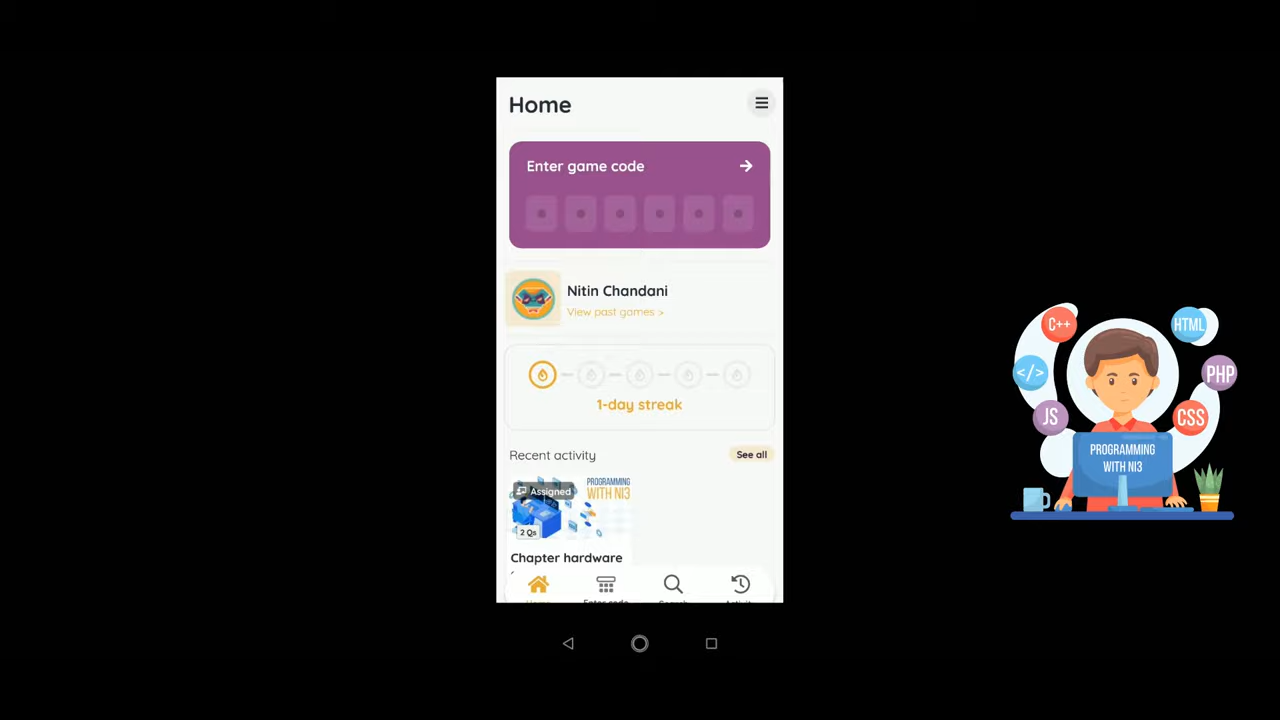 Home
Enter game code
Nitin Chandani
View past games >
1-day streak
Recent activity
See all
Assigned
PROGRAMMING
WITH NI3
2 Qs
Chapter hardware
C++
HTML
</>
PHP
JS
CSS
PROGRAMMING
WITH NI3